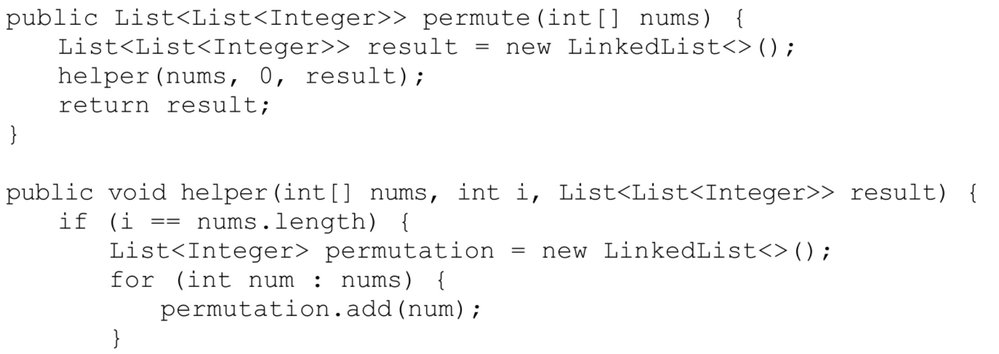 public List<List<Integer>> permute(int[] nums) {
   List<List<Integer>> result = new LinkedList<>();
   helper(nums, 0, result);
   return result;
}

public void helper(int[] nums, int i, List<List<Integer>> result) {
   if (i == nums.length) {
      List<Integer> permutation = new LinkedList<>();
      for (int num : nums) {
         permutation.add(num);
      }